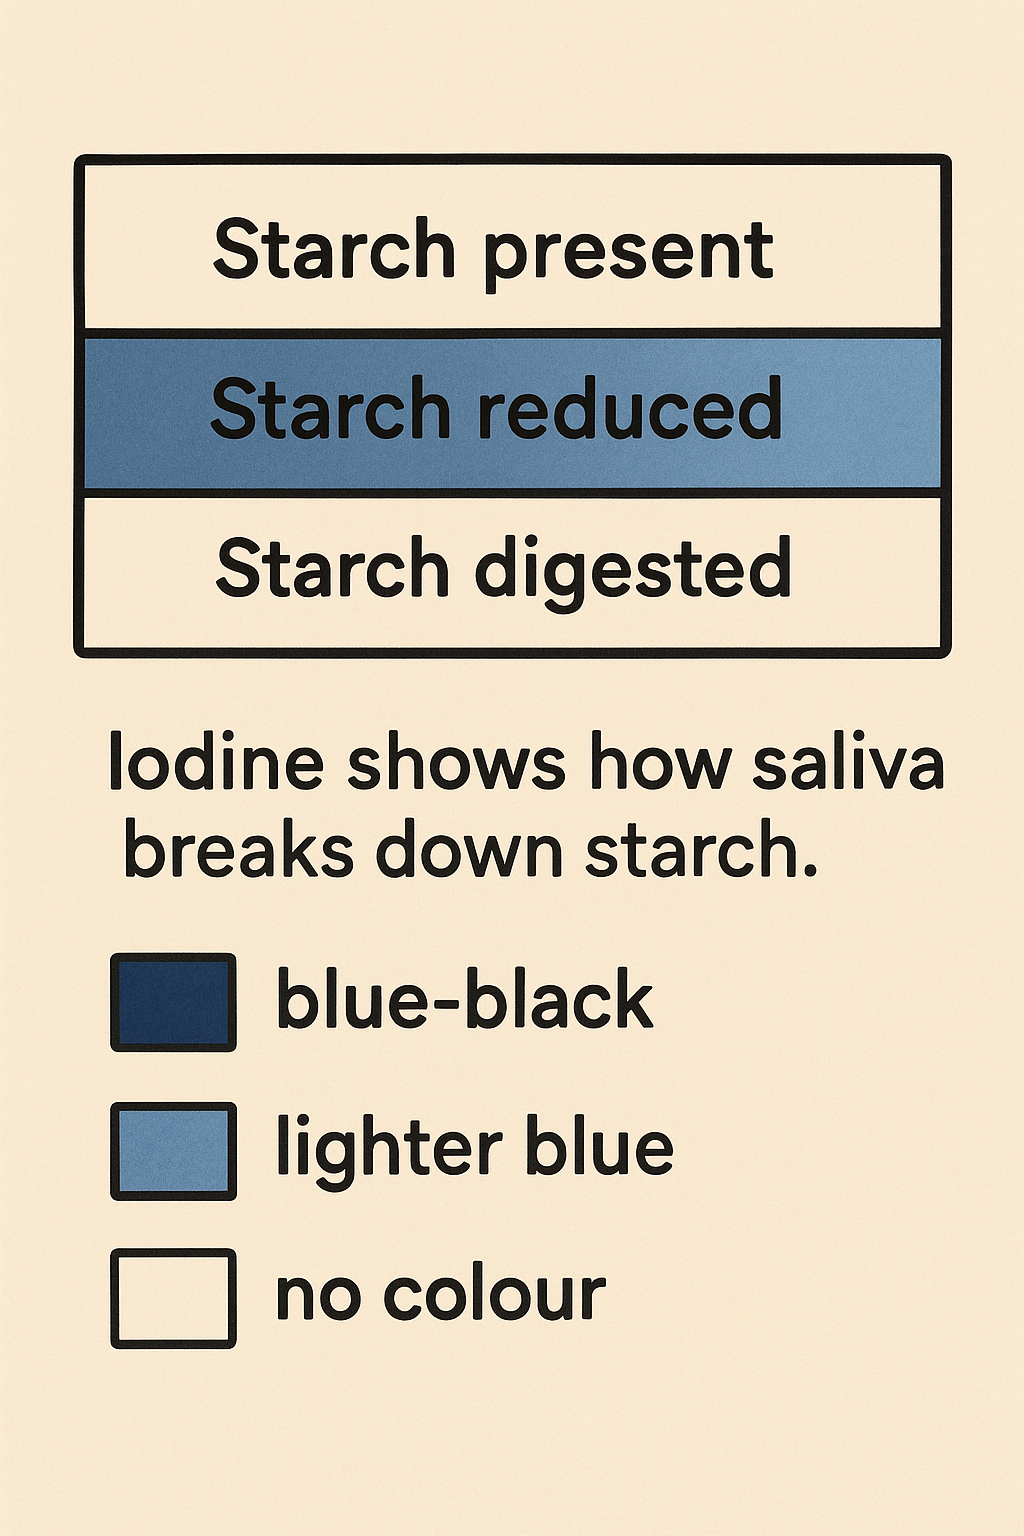 Starch present
Starch reduced
Starch digested
Iodine shows how saliva
breaks down starch.
blue-black
lighter blue
no colour